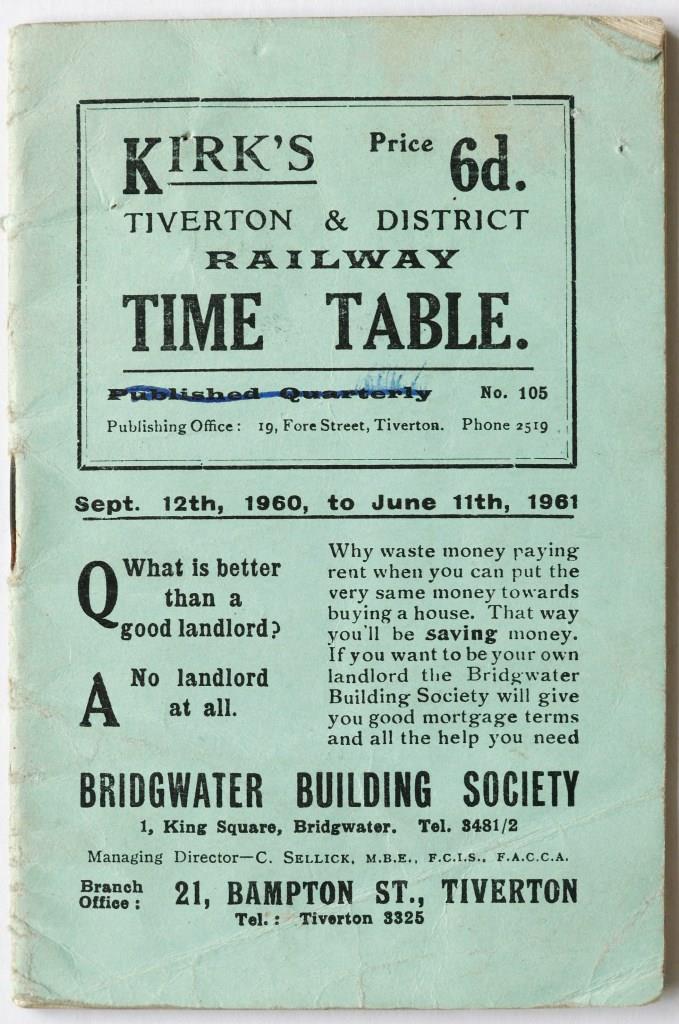 KIRK'S Price 6d.
TIVERTON & DISTRICT
RAILWAY
TIME TABLE.
Published Quarterly No. 105
Publishing Office: 19, Fore Street, Tiverton. Phone 2519
Sept. 12th, 1960, to June 11th, 1961
Q What is better
than a
good landlord?
A No landlord
at all.
Why waste money paying
rent when you can put the
very same money towards
buying a house. That way
you'll be saving money.
If you want to be your own
landlord the Bridgwater
Building Society will give
you good mortgage terms
and all the help you need
BRIDGWATER BUILDING SOCIETY
1, King Square, Bridgwater. Tel. 3481/2
Managing Director—C. SELLICK, M.B.E., F.C.I.S., F.A.C.C.A.
Branch Office: 21, BAMPTON ST., TIVERTON
Tel.: Tiverton 3325